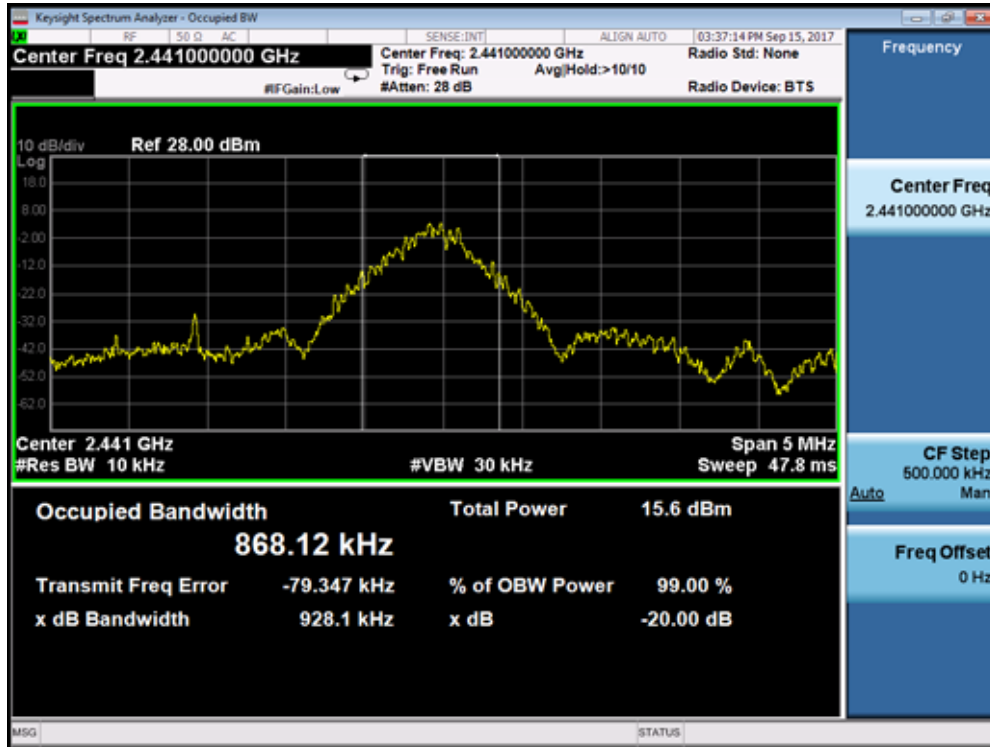 Keysight Spectrum Analyzer - Occupied BW
RF 50 Ω AC SENSE:INT ALIGN AUTO 03:37:14 PM Sep 15, 2017
Center Freq 2.441000000 GHz
Center Freq: 2.441000000 GHz
Radio Std: None
Trig: Free Run Avg|Hold:>10/10
#IFGain:Low
#Atten: 28 dB
Radio Device: BTS
10 dB/div Ref 28.00 dBm
Log
18.0
8.00
-2.00
-12.0
-22.0
-32.0
-42.0
-52.0
-62.0
Center 2.441 GHz
Span 5 MHz
#Res BW 10 kHz
#VBW 30 kHz
Sweep 47.8 ms
Occupied Bandwidth
Total Power 15.6 dBm
868.12 kHz
Transmit Freq Error -79.347 kHz % of OBW Power 99.00 %
x dB Bandwidth 928.1 kHz x dB -20.00 dB
MSG STATUS
Frequency
Center Freq
2.441000000 GHz
CF Step
500.000 kHz
Auto Man
Freq Offset
0 Hz